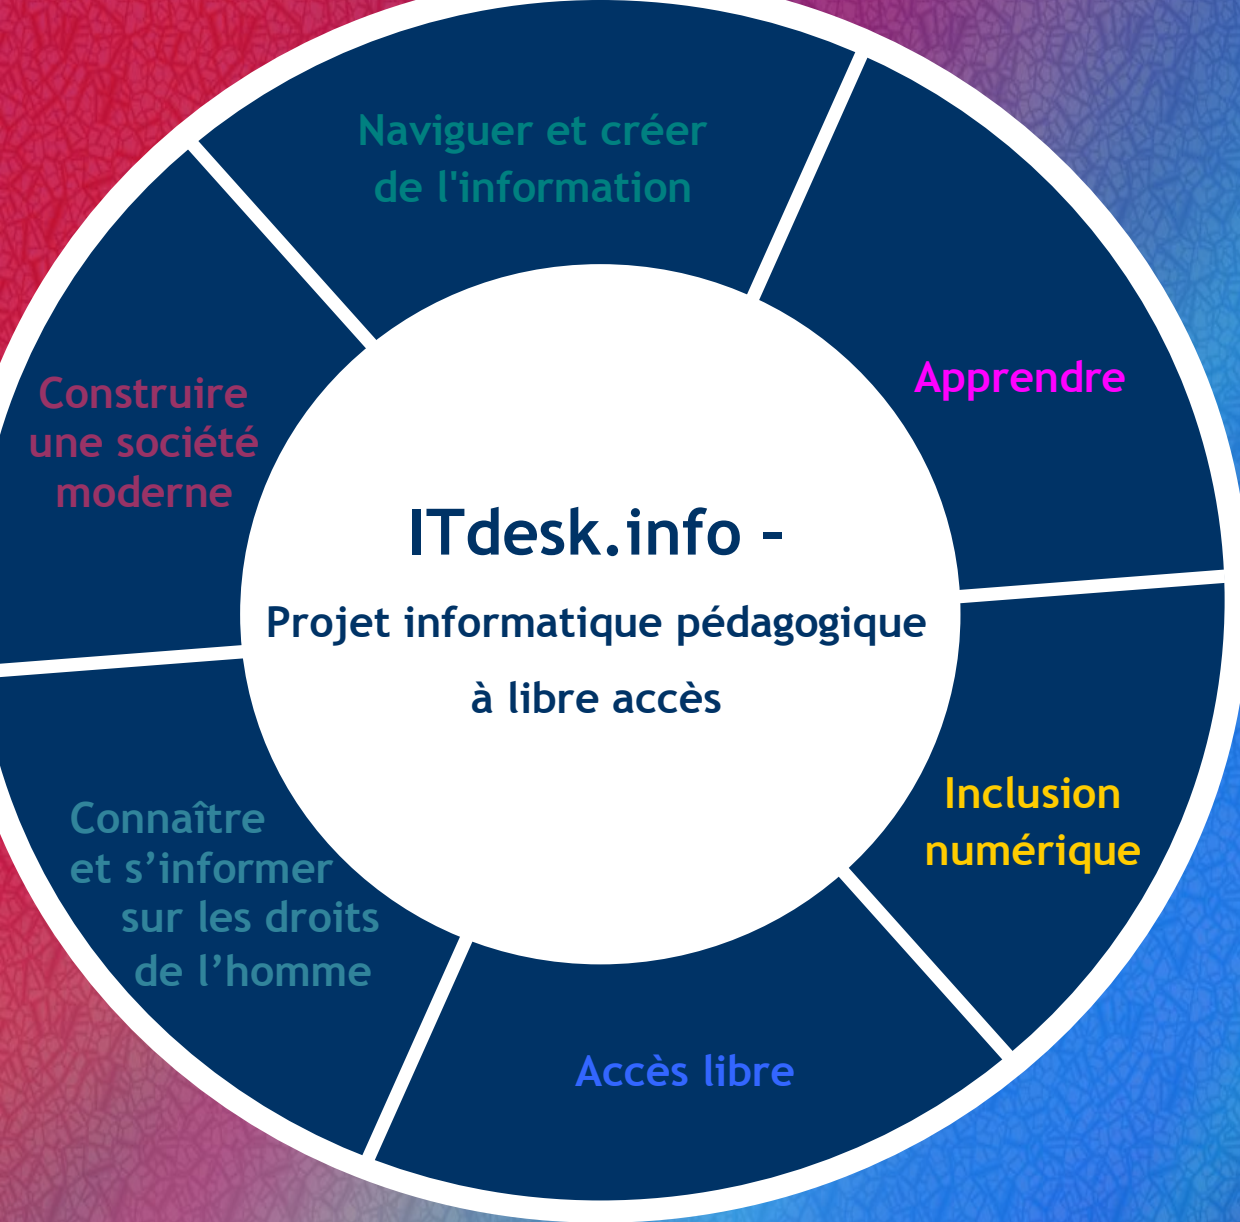 Naviguer et créer
de l'information
Apprendre
Construire
une société
moderne
ITdesk.info –
Projet informatique pédagogique
à libre accès
Inclusion
numérique
Connaître
et s’informer
sur les droits
de l’homme
Accès libre